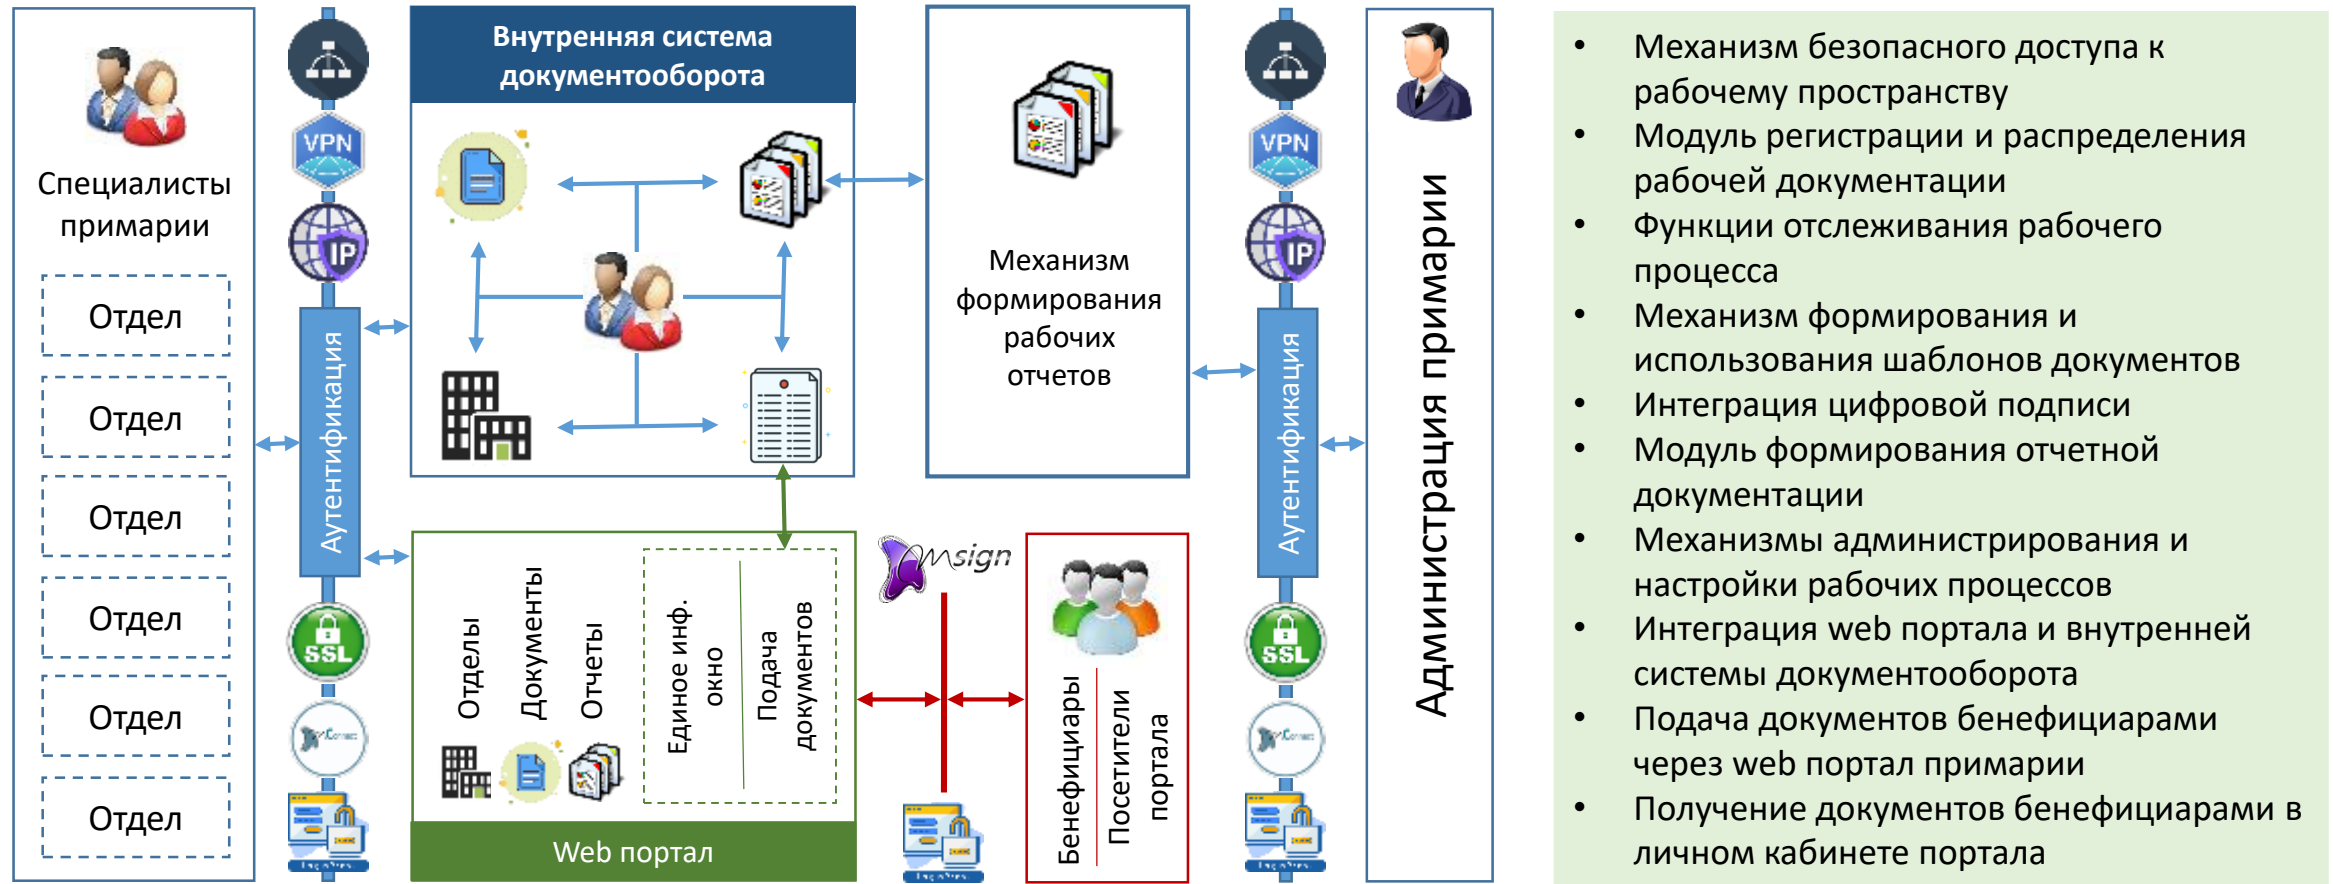 Специалисты
примарии
Отдел
Отдел
Отдел
Отдел
Отдел
Отдел
VPN
IP
Аутентификация
SSL
Connect
Внутренняя система
документооборота
Web портал
Отделы
Документы
Отчеты
Единое инф.
окно
Подача
документов
Механизм
формирования
рабочих
отчетов
Msign
Бенефициары
Посетители
портала
VPN
IP
Аутентификация
SSL
Connect
Администрация примарии
• Механизм безопасного доступа к
рабочему пространству
• Модуль регистрации и распределения
рабочей документации
• Функции отслеживания рабочего
процесса
• Механизм формирования и
использования шаблонов документов
• Интеграция цифровой подписи
• Модуль формирования отчетной
документации
• Механизмы администрирования и
настройки рабочих процессов
• Интеграция web портала и внутренней
системы документооборота
• Подача документов бенефициарами
через web портал примарии
• Получение документов бенефициарами в
личном кабинете портала